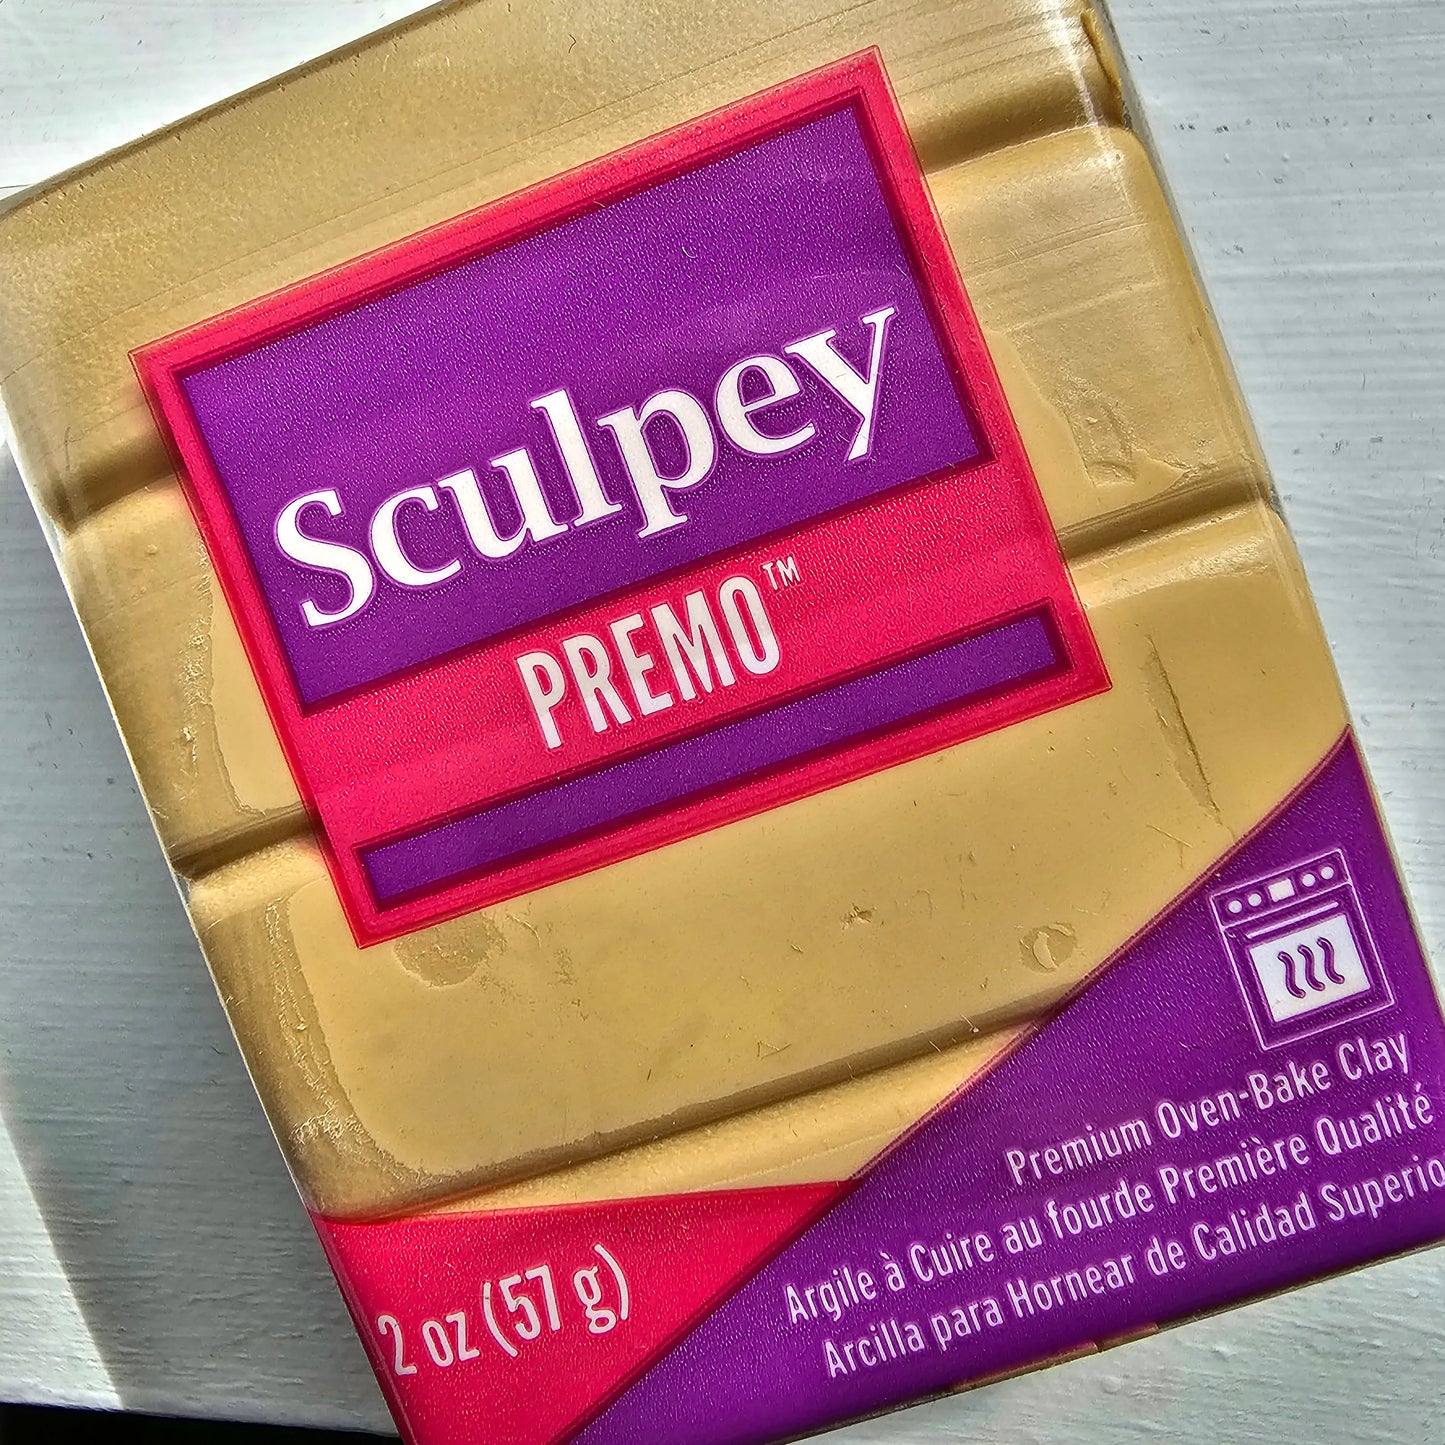 Sculpey
PREMO™
Premium Oven-Bake Clay
Argile à Cuire au fourde Première Qualité
Arcilla para Hornear de Calidad Superio
2 oz (57 g)